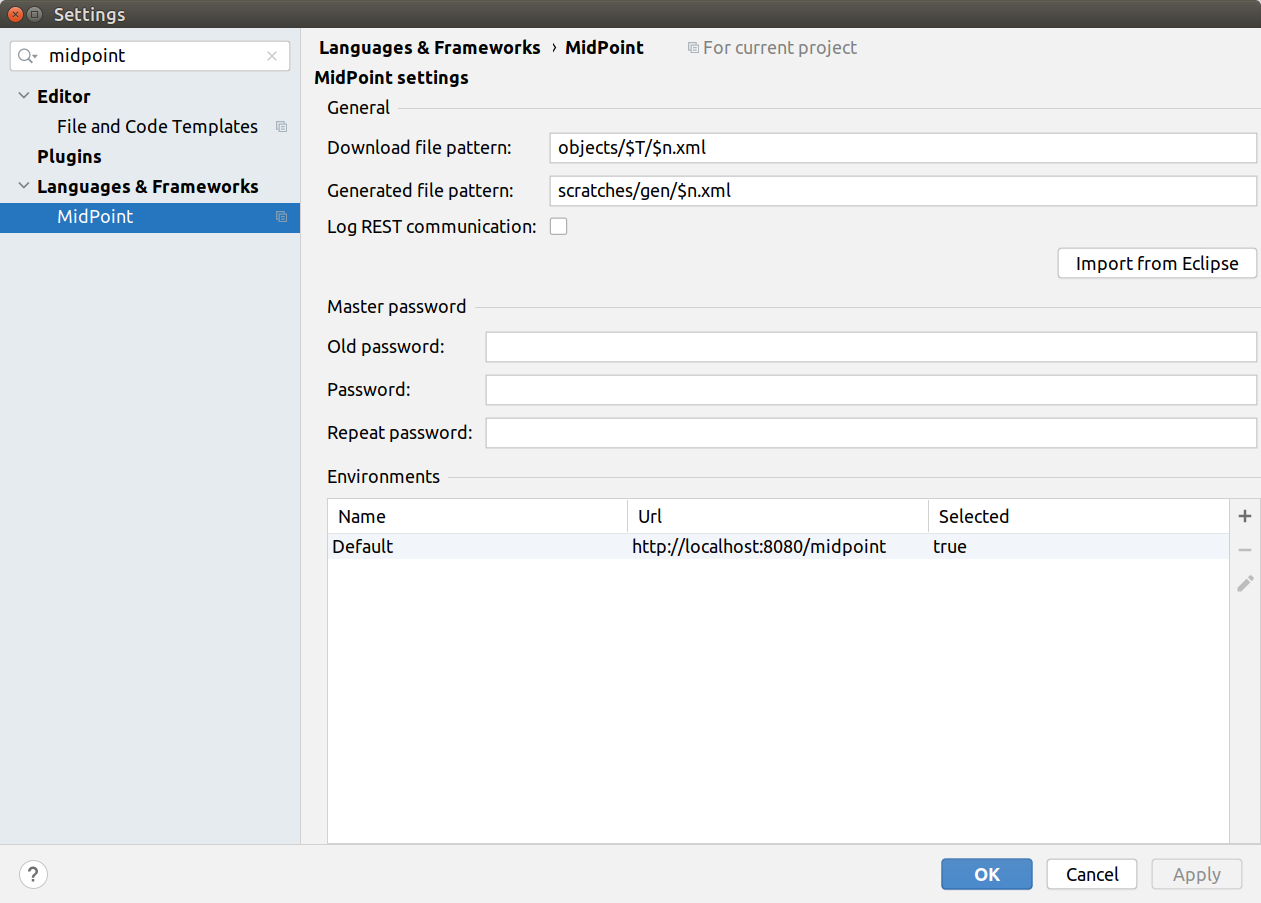 Settings
midpoint
Editor
File and Code Templates
Plugins
Languages & Frameworks
MidPoint
Languages & Frameworks › MidPoint For current project
MidPoint settings
General
Download file pattern: objects/$T/$n.xml
Generated file pattern: scratches/gen/$n.xml
Log REST communication:
Import from Eclipse
Master password
Old password:
Password:
Repeat password:
Environments
Name Url Selected
Default http://localhost:8080/midpoint true
? OK Cancel Apply